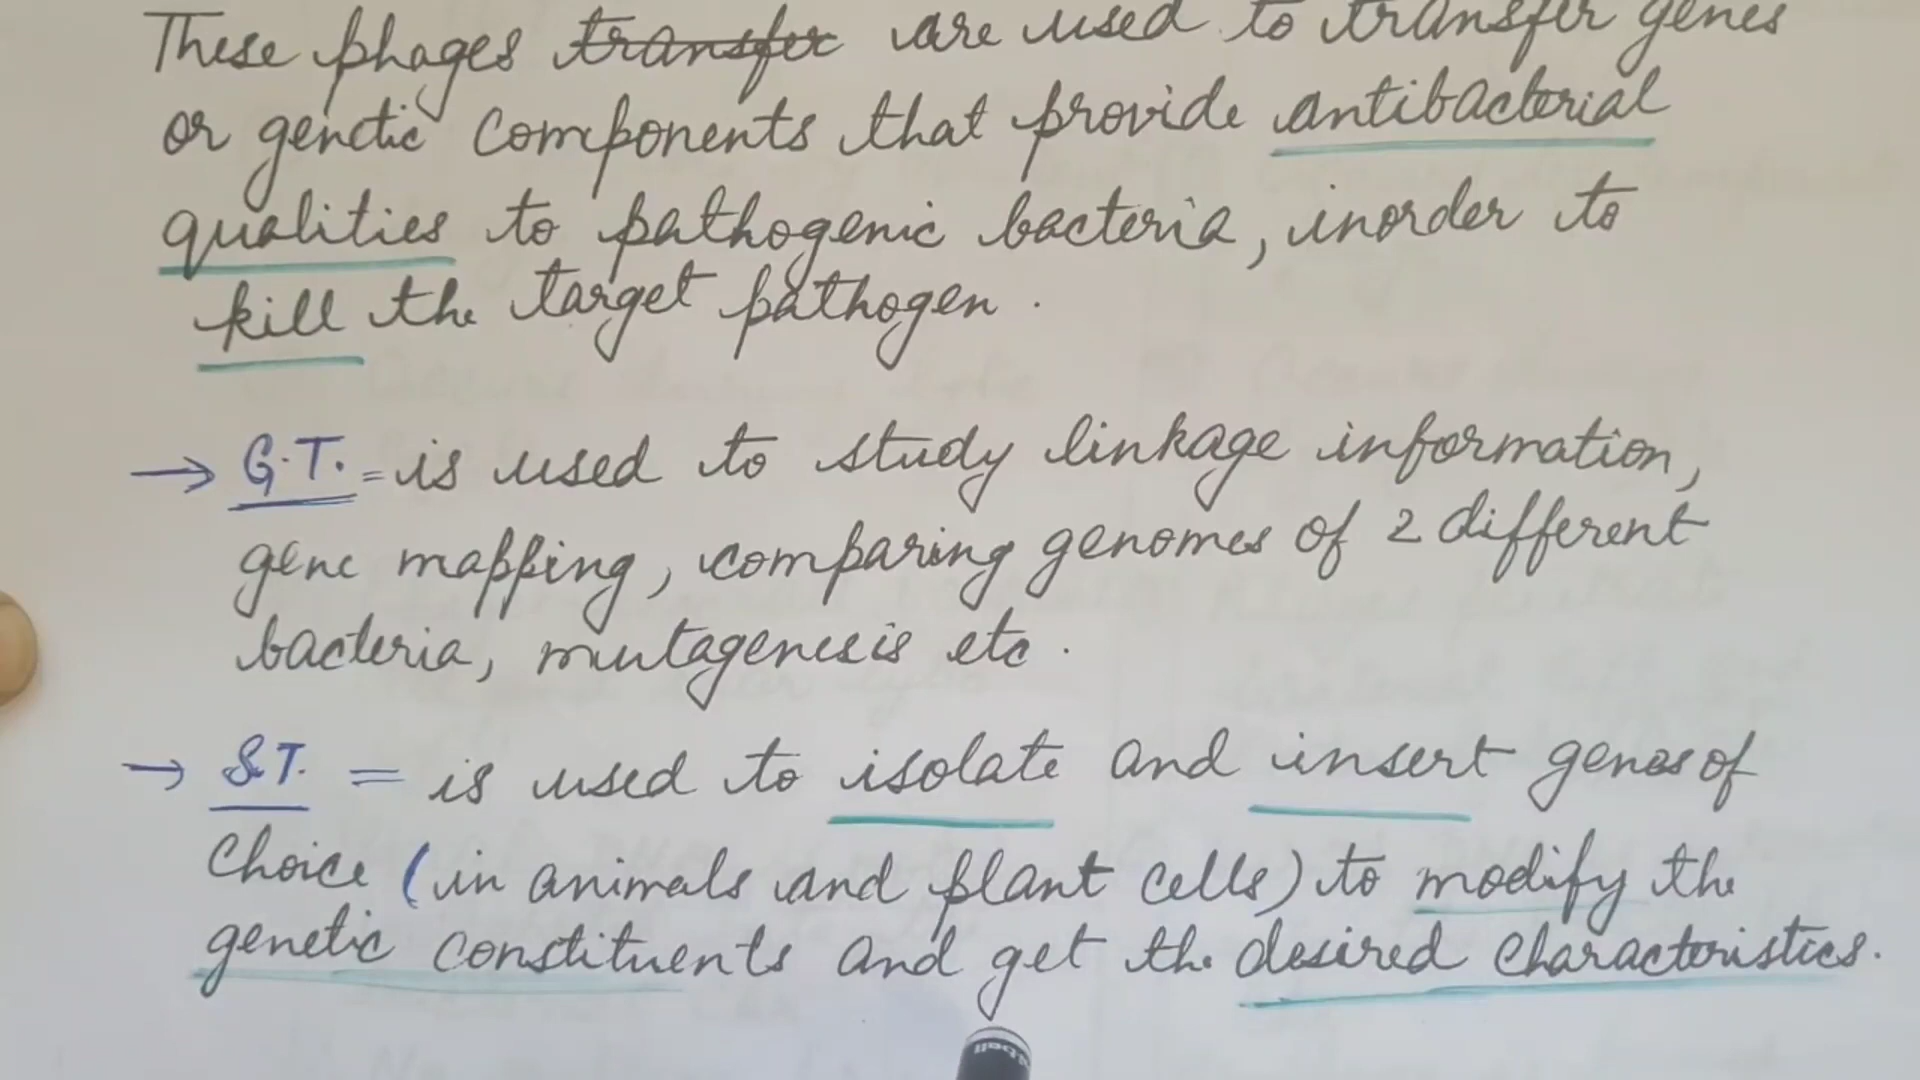 These phages transfer are used to transfer genes
or genetic components that provide antibacterial
qualities to pathogenic bacteria, inorder to
kill the target pathogen.
→ G.T. = is used to study linkage information,
gene mapping, comparing genomes of 2 different
bacteria, mutagenesis etc.
→ S.T. = is used to isolate and insert genes of
choice (in animals and plant cells) to modify the
genetic constituents and get the desired characteristics.